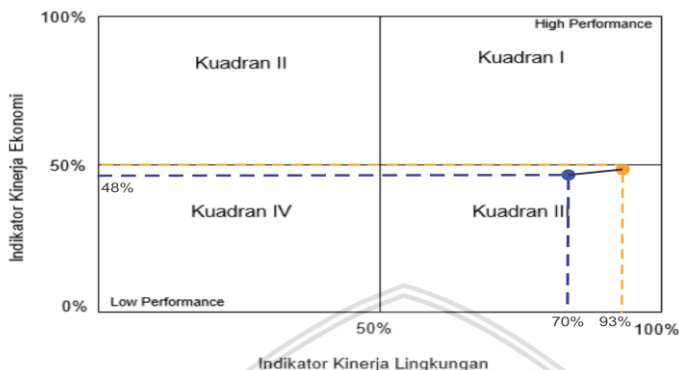 100%
High Performance
Kuadran II
Kuadran I
Indikator Kinerja Ekonomi
50%
48%
Kuadran IV
Kuadran III
0%
Low Performance
50%
70%
93%
100%
Indikator Kinerja Lingkungan